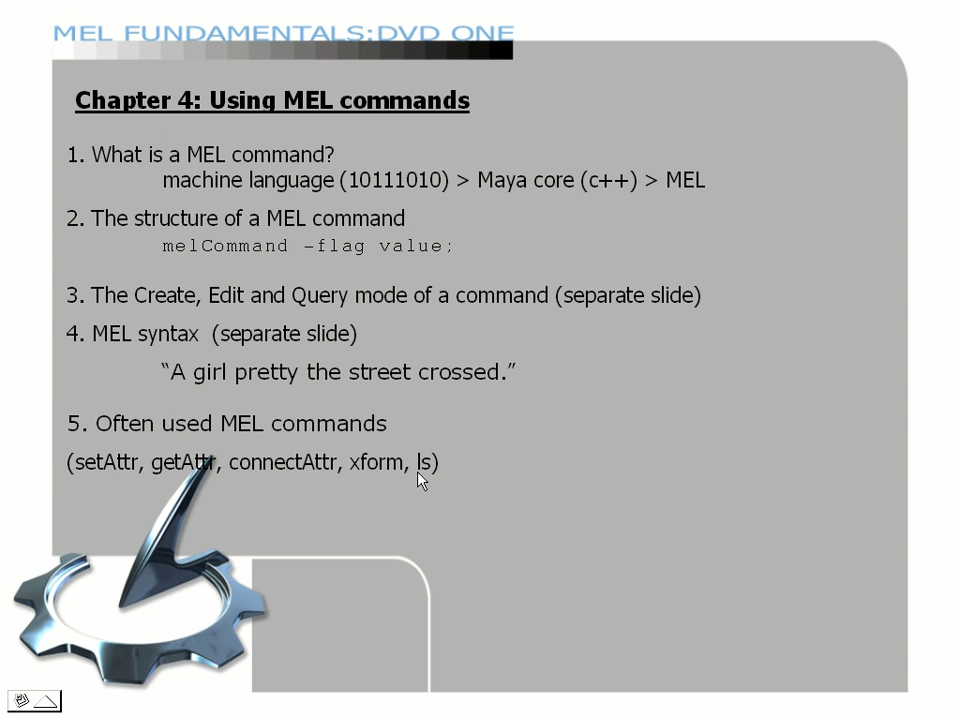 MEL FUNDAMENTALS:DVD ONE
Chapter 4: Using MEL commands
1. What is a MEL command?
machine language (10111010) > Maya core (c++) > MEL
2. The structure of a MEL command
melCommand -flag value;
3. The Create, Edit and Query mode of a command (separate slide)
4. MEL syntax (separate slide)
“A girl pretty the street crossed.”
5. Often used MEL commands
(setAttr, getAttr, connectAttr, xform, ls)